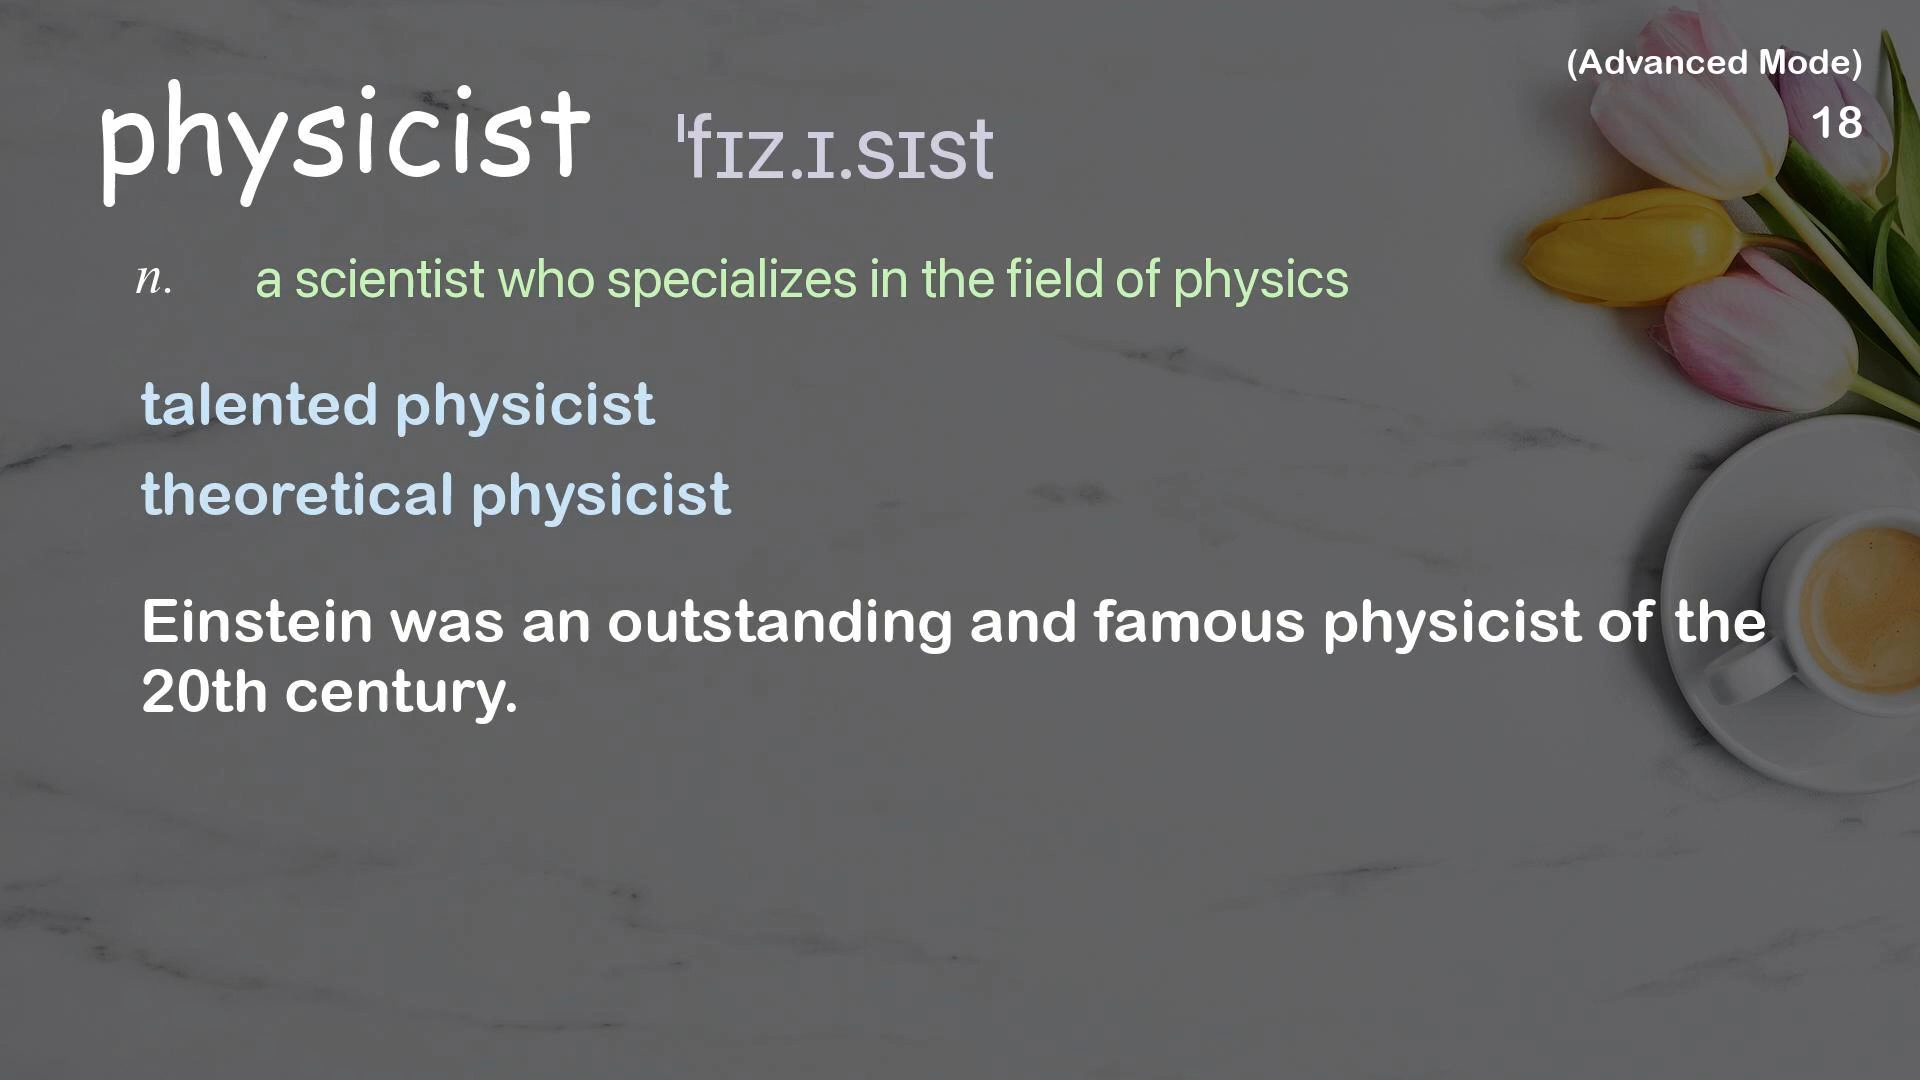 (Advanced Mode)
physicist ˈfɪz.ɪ.sɪst
18
n. a scientist who specializes in the field of physics
talented physicist
theoretical physicist
Einstein was an outstanding and famous physicist of the
20th century.